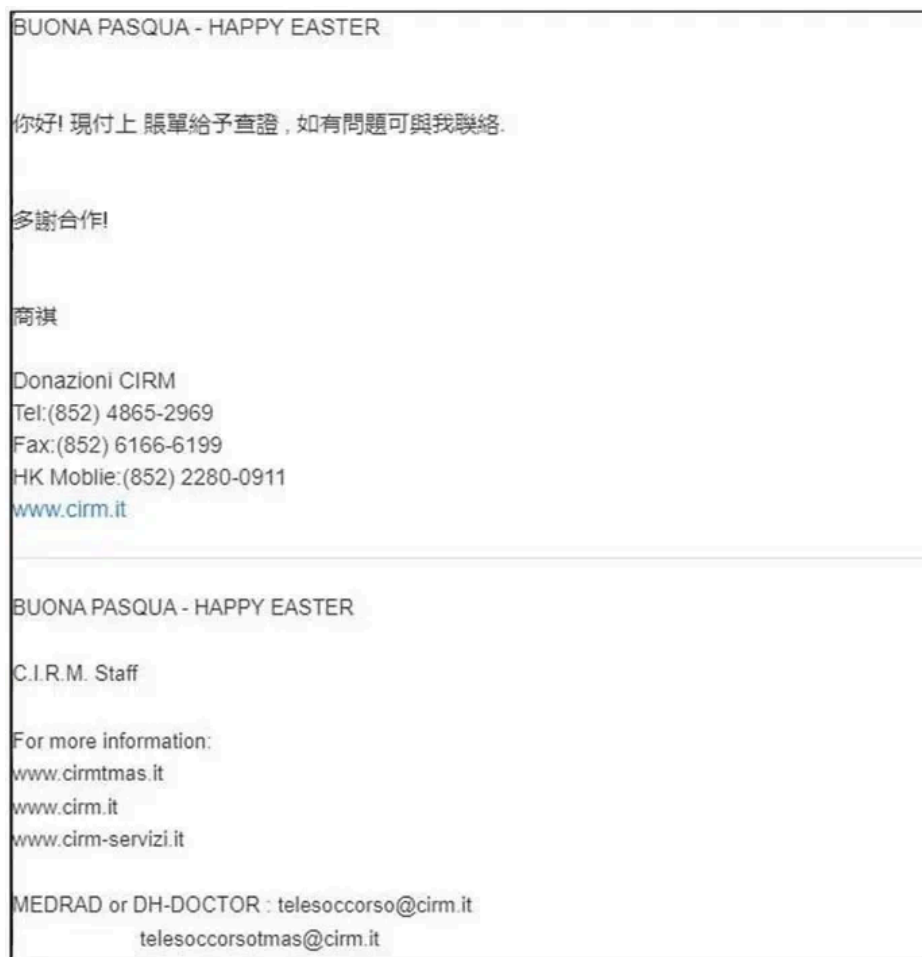 BUONA PASQUA - HAPPY EASTER
你好! 現付上 賬單給予查證 , 如有問題可與我聯絡.
多謝合作!
商祺
Donazioni CIRM
Tel:(852) 4865-2969
Fax:(852) 6166-6199
HK Moblie:(852) 2280-0911
www.cirm.it
BUONA PASQUA - HAPPY EASTER
C.I.R.M. Staff
For more information:
www.cirmtmas.it
www.cirm.it
www.cirm-servizi.it
MEDRAD or DH-DOCTOR : telesoccorso@cirm.it
telesoccorsotmas@cirm.it